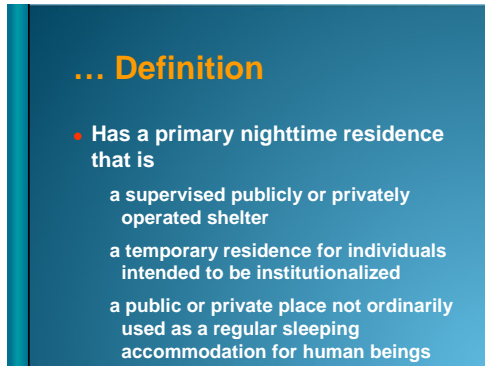 … Definition
• Has a primary nighttime residence
that is
a supervised publicly or privately
operated shelter
a temporary residence for individuals
intended to be institutionalized
a public or private place not ordinarily
used as a regular sleeping
accommodation for human beings